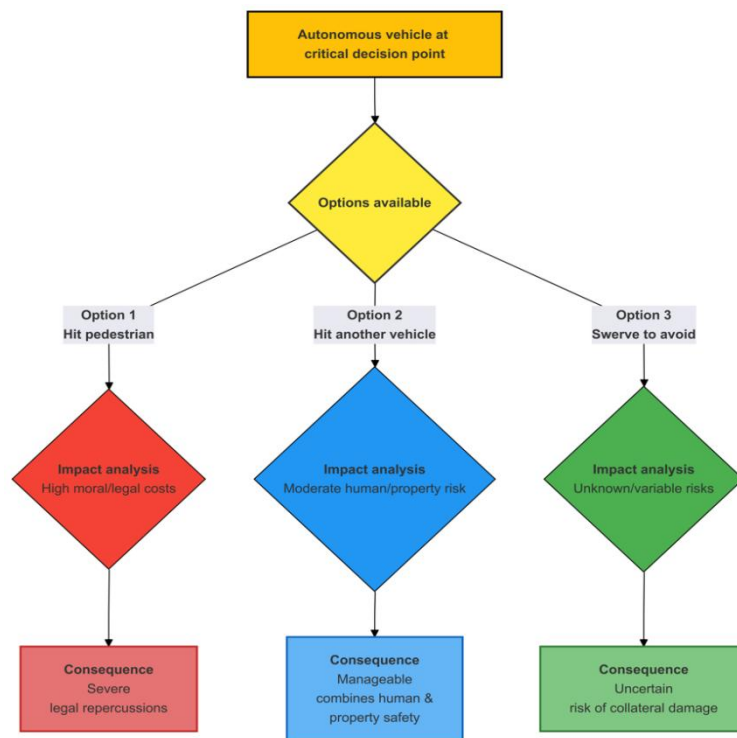 Autonomous vehicle at
critical decision point
Options available
Option 1
Hit pedestrian
Option 2
Hit another vehicle
Option 3
Swerve to avoid
Impact analysis
High moral/legal costs
Impact analysis
Moderate human/property risk
Impact analysis
Unknown/variable risks
Consequence
Severe
legal repercussions
Consequence
Manageable
combines human &
property safety
Consequence
Uncertain
risk of collateral damage